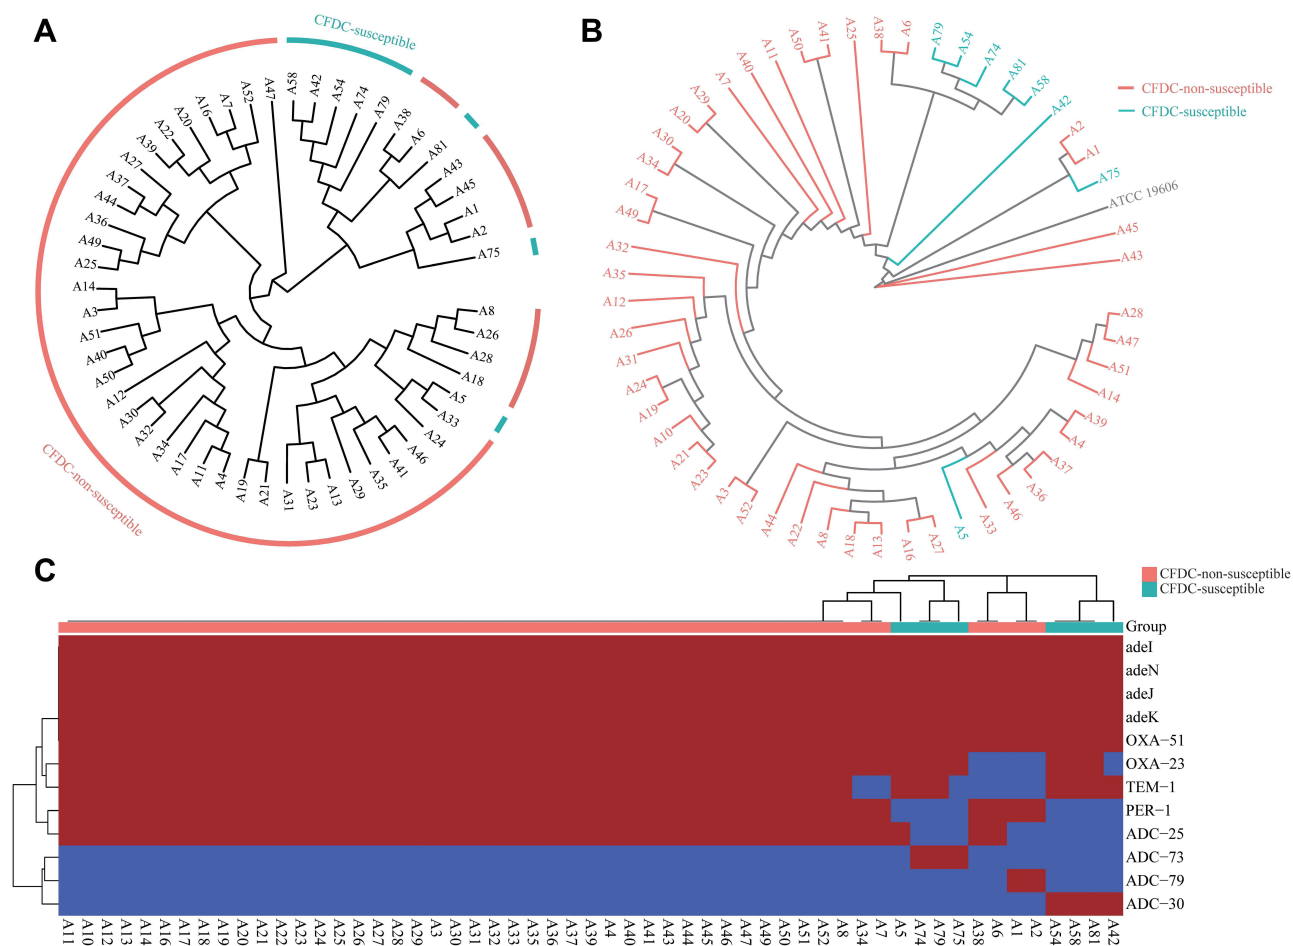 A
CFDC-susceptible
CFDC-non-susceptible
A47
A58
A42
A54
A74
A79
A38
A6
A81
A43
A45
A1
A2
A75
A8
A26
A28
A18
A5
A33
A24
A46
A41
A35
A29
A13
A23
A31
A21
A19
A4
A11
A17
A34
A32
A30
A12
A50
A40
A51
A3
A14
A25
A49
A36
A44
A37
A27
A39
A22
A20
A16
A7
A52
B
CFDC-non-susceptible
CFDC-susceptible
A25
A38
A6
A79
A54
A74
A81
A58
A42
A2
A1
A75
ATCC 19606
A45
A43
A28
A47
A51
A14
A39
A4
A37
A36
A46
A33
A5
A27
A16
A13
A18
A8
A22
A44
A52
A3
A23
A21
A10
A19
A24
A31
A26
A12
A35
A32
A49
A17
A34
A30
A20
A29
A7
A40
A11
A50
A41
C
CFDC-non-susceptible
CFDC-susceptible
Group
adeI
adeN
adeJ
adeK
OXA−51
OXA−23
TEM−1
PER−1
ADC−25
ADC−73
ADC−79
ADC−30
A11
A10
A12
A13
A14
A16
A17
A18
A19
A20
A21
A22
A23
A24
A25
A26
A27
A28
A29
A3
A30
A31
A32
A33
A35
A36
A37
A39
A4
A40
A41
A43
A44
A45
A46
A47
A49
A50
A51
A52
A8
A34
A7
A5
A74
A79
A75
A38
A6
A1
A2
A54
A58
A81
A42